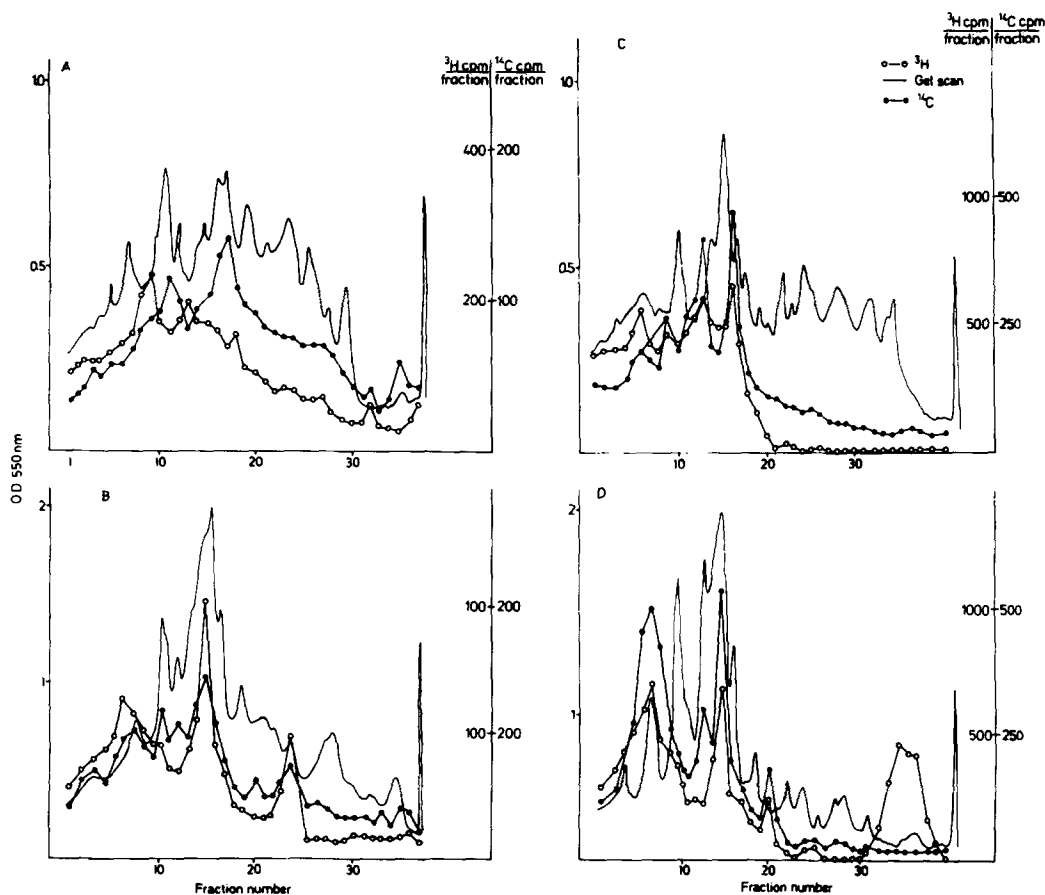 A
³H cpm ¹⁴C cpm
fraction fraction
1.0
400 200
0.5
200 100
1 10 20 30
C
³H cpm ¹⁴C cpm
fraction fraction
³H
Gel scan
¹⁴C
1.0
1000 500
0.5
500 250
10 20 30
OD 550nm
B
2
100 200
1
100 200
10 20 30
Fraction number
D
2
1000 500
1
500 250
10 20 30
Fraction number